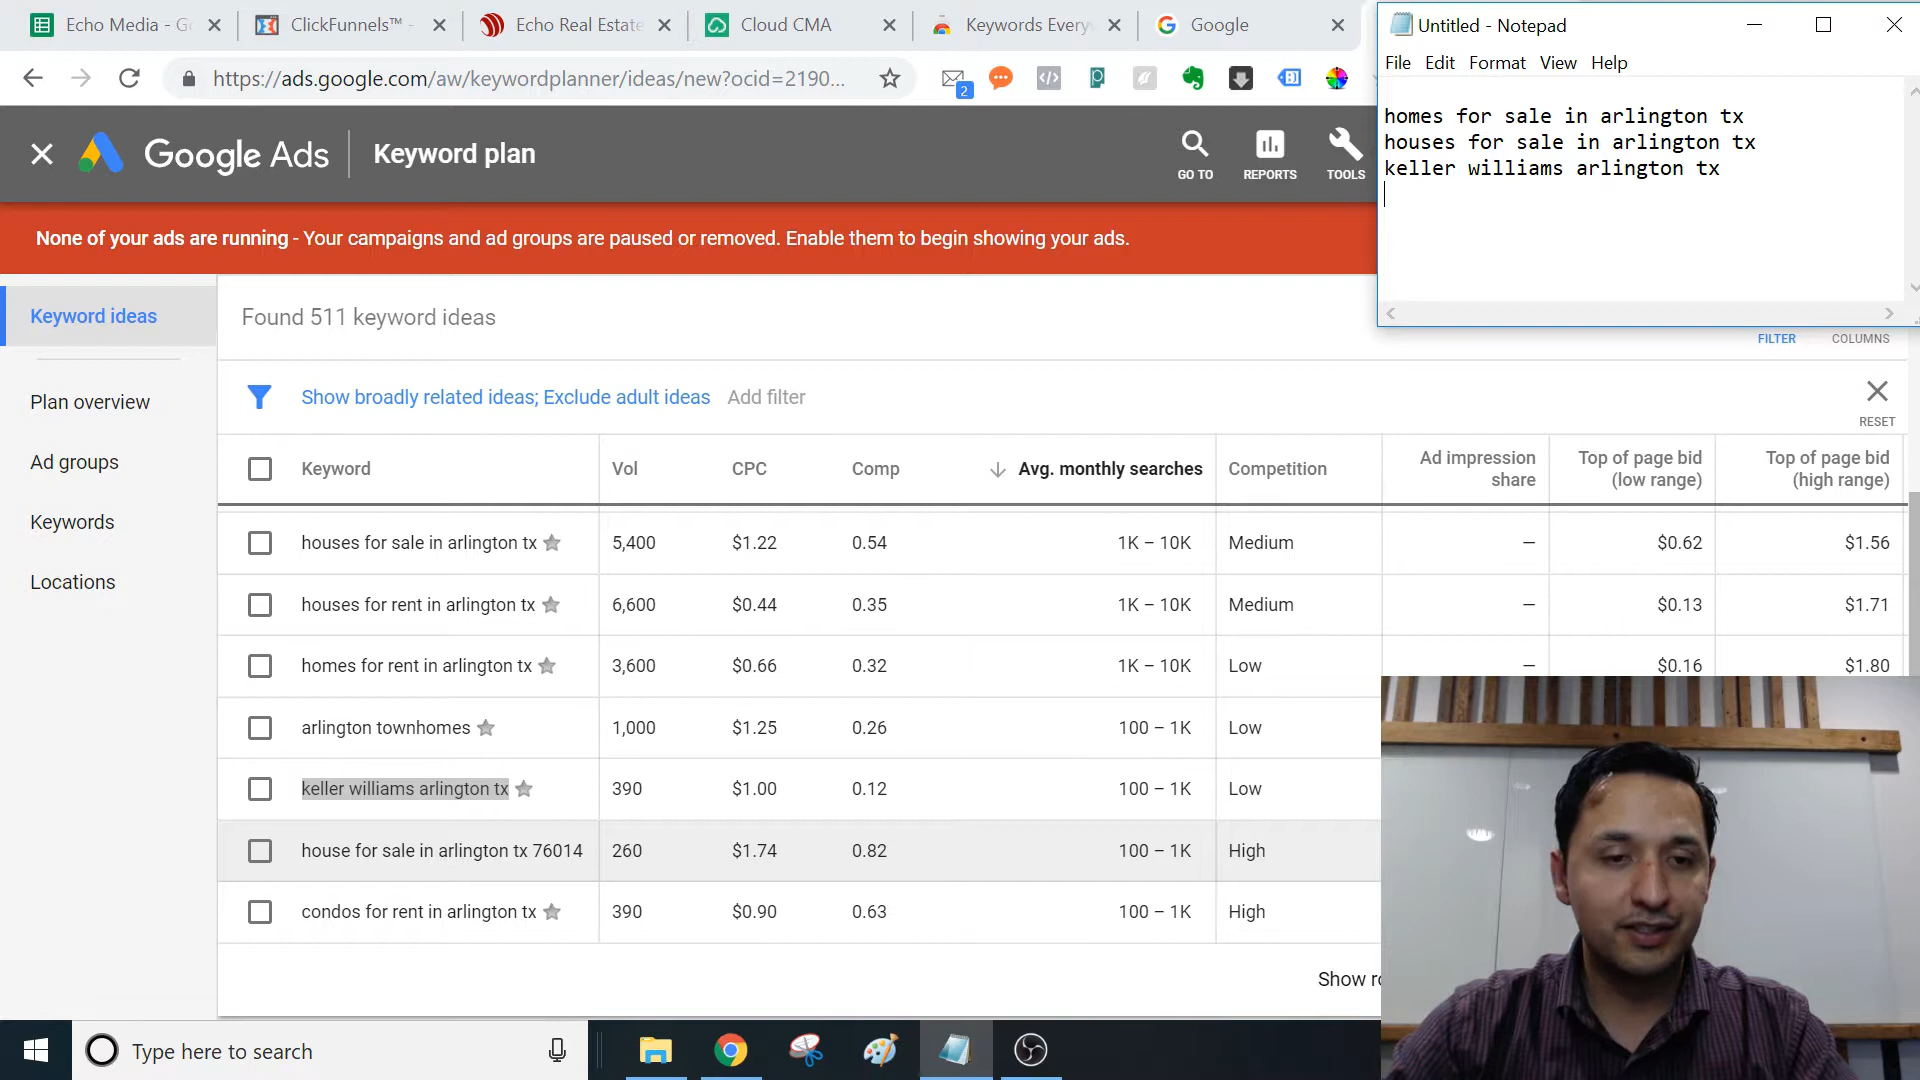 Echo Media - Go
ClickFunnels™ -
Echo Real Estate
Cloud CMA
Keywords Every
Google
Untitled - Notepad
https://ads.google.com/aw/keywordplanner/ideas/new?ocid=2190...
2
File Edit Format View Help
homes for sale in arlington tx
houses for sale in arlington tx
keller williams arlington tx
Google Ads
Keyword plan
GO TO
REPORTS
TOOLS
None of your ads are running - Your campaigns and ad groups are paused or removed. Enable them to begin showing your ads.
Keyword ideas
Plan overview
Ad groups
Keywords
Locations
Found 511 keyword ideas
FILTER
COLUMNS
Show broadly related ideas; Exclude adult ideas Add filter
RESET
Keyword Vol CPC Comp Avg. monthly searches Competition Ad impression share Top of page bid (low range) Top of page bid (high range)
houses for sale in arlington tx 5,400 $1.22 0.54 1K – 10K Medium – $0.62 $1.56
houses for rent in arlington tx 6,600 $0.44 0.35 1K – 10K Medium – $0.13 $1.71
homes for rent in arlington tx 3,600 $0.66 0.32 1K – 10K Low – $0.16 $1.80
arlington townhomes 1,000 $1.25 0.26 100 – 1K Low
keller williams arlington tx 390 $1.00 0.12 100 – 1K Low
house for sale in arlington tx 76014 260 $1.74 0.82 100 – 1K High
condos for rent in arlington tx 390 $0.90 0.63 100 – 1K High
Show ro
Type here to search